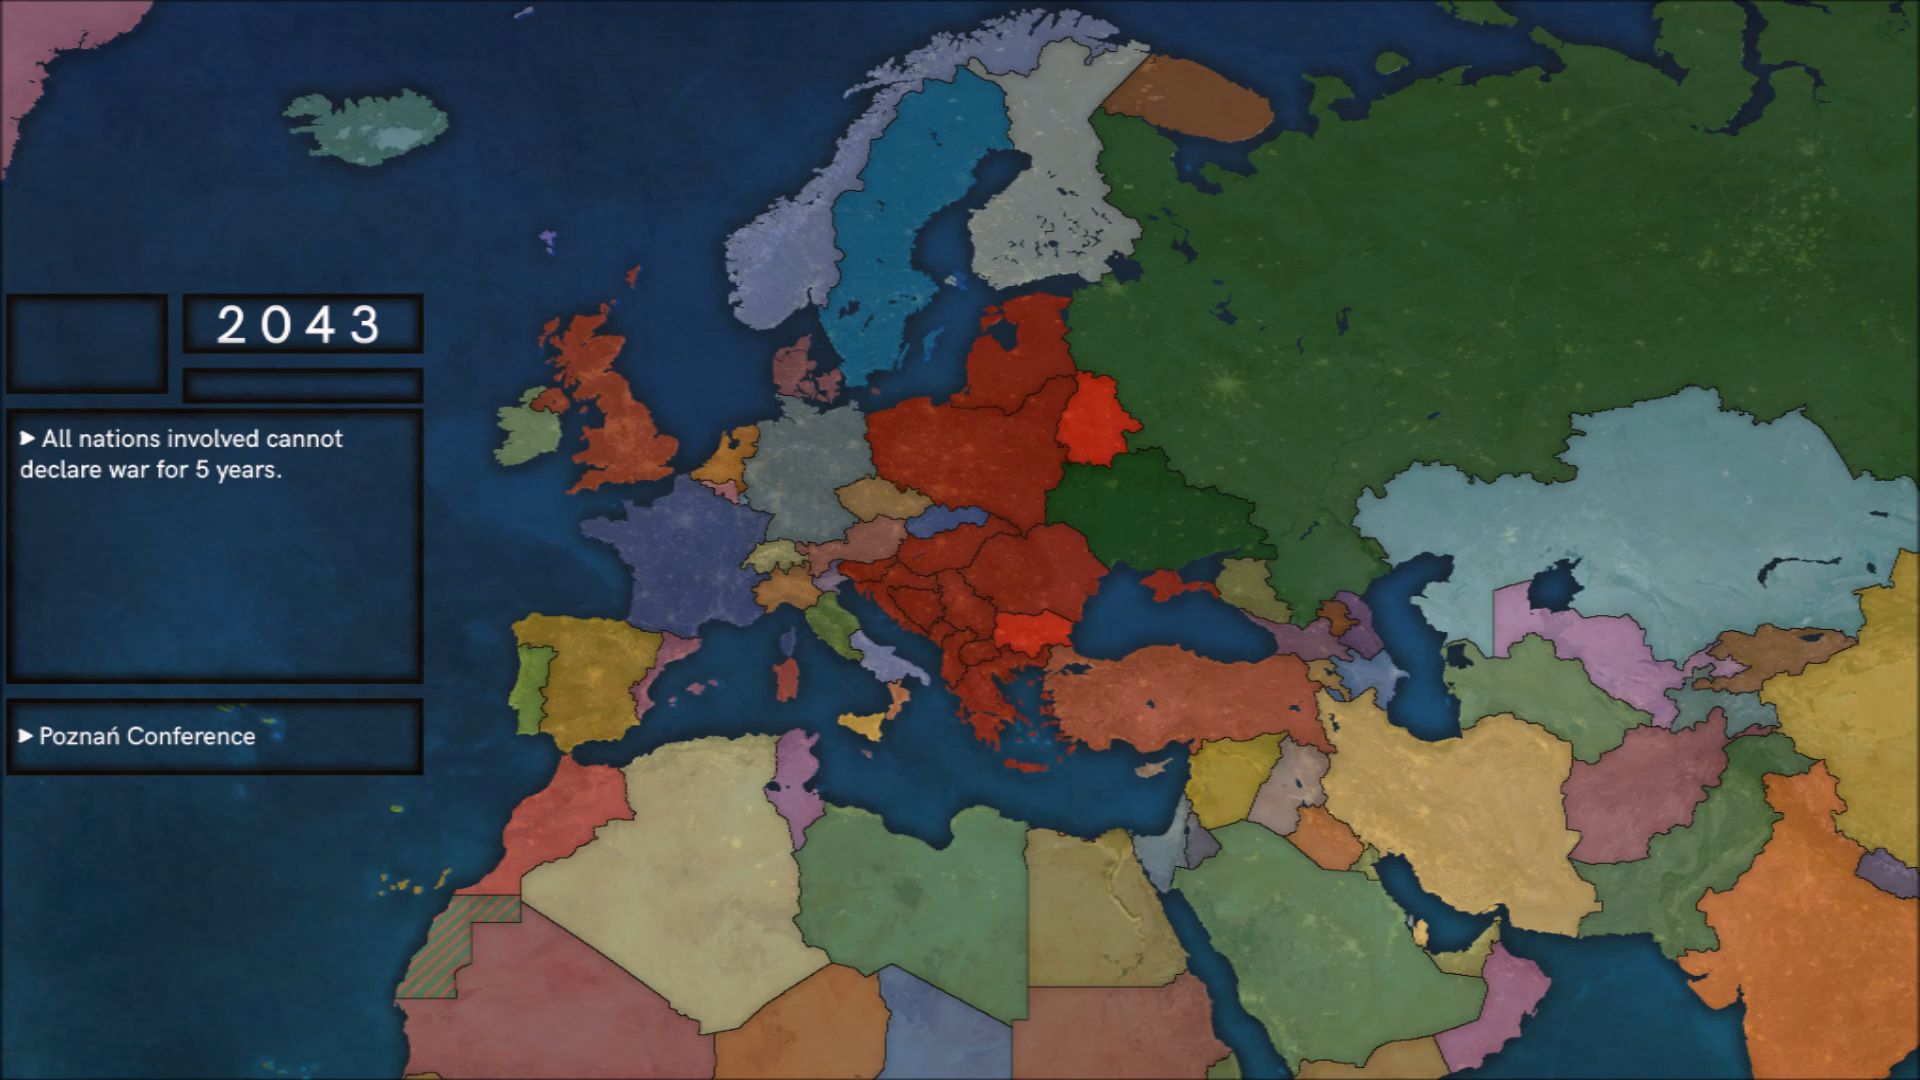 2043
▶ All nations involved cannot
declare war for 5 years.
▶ Poznań Conference